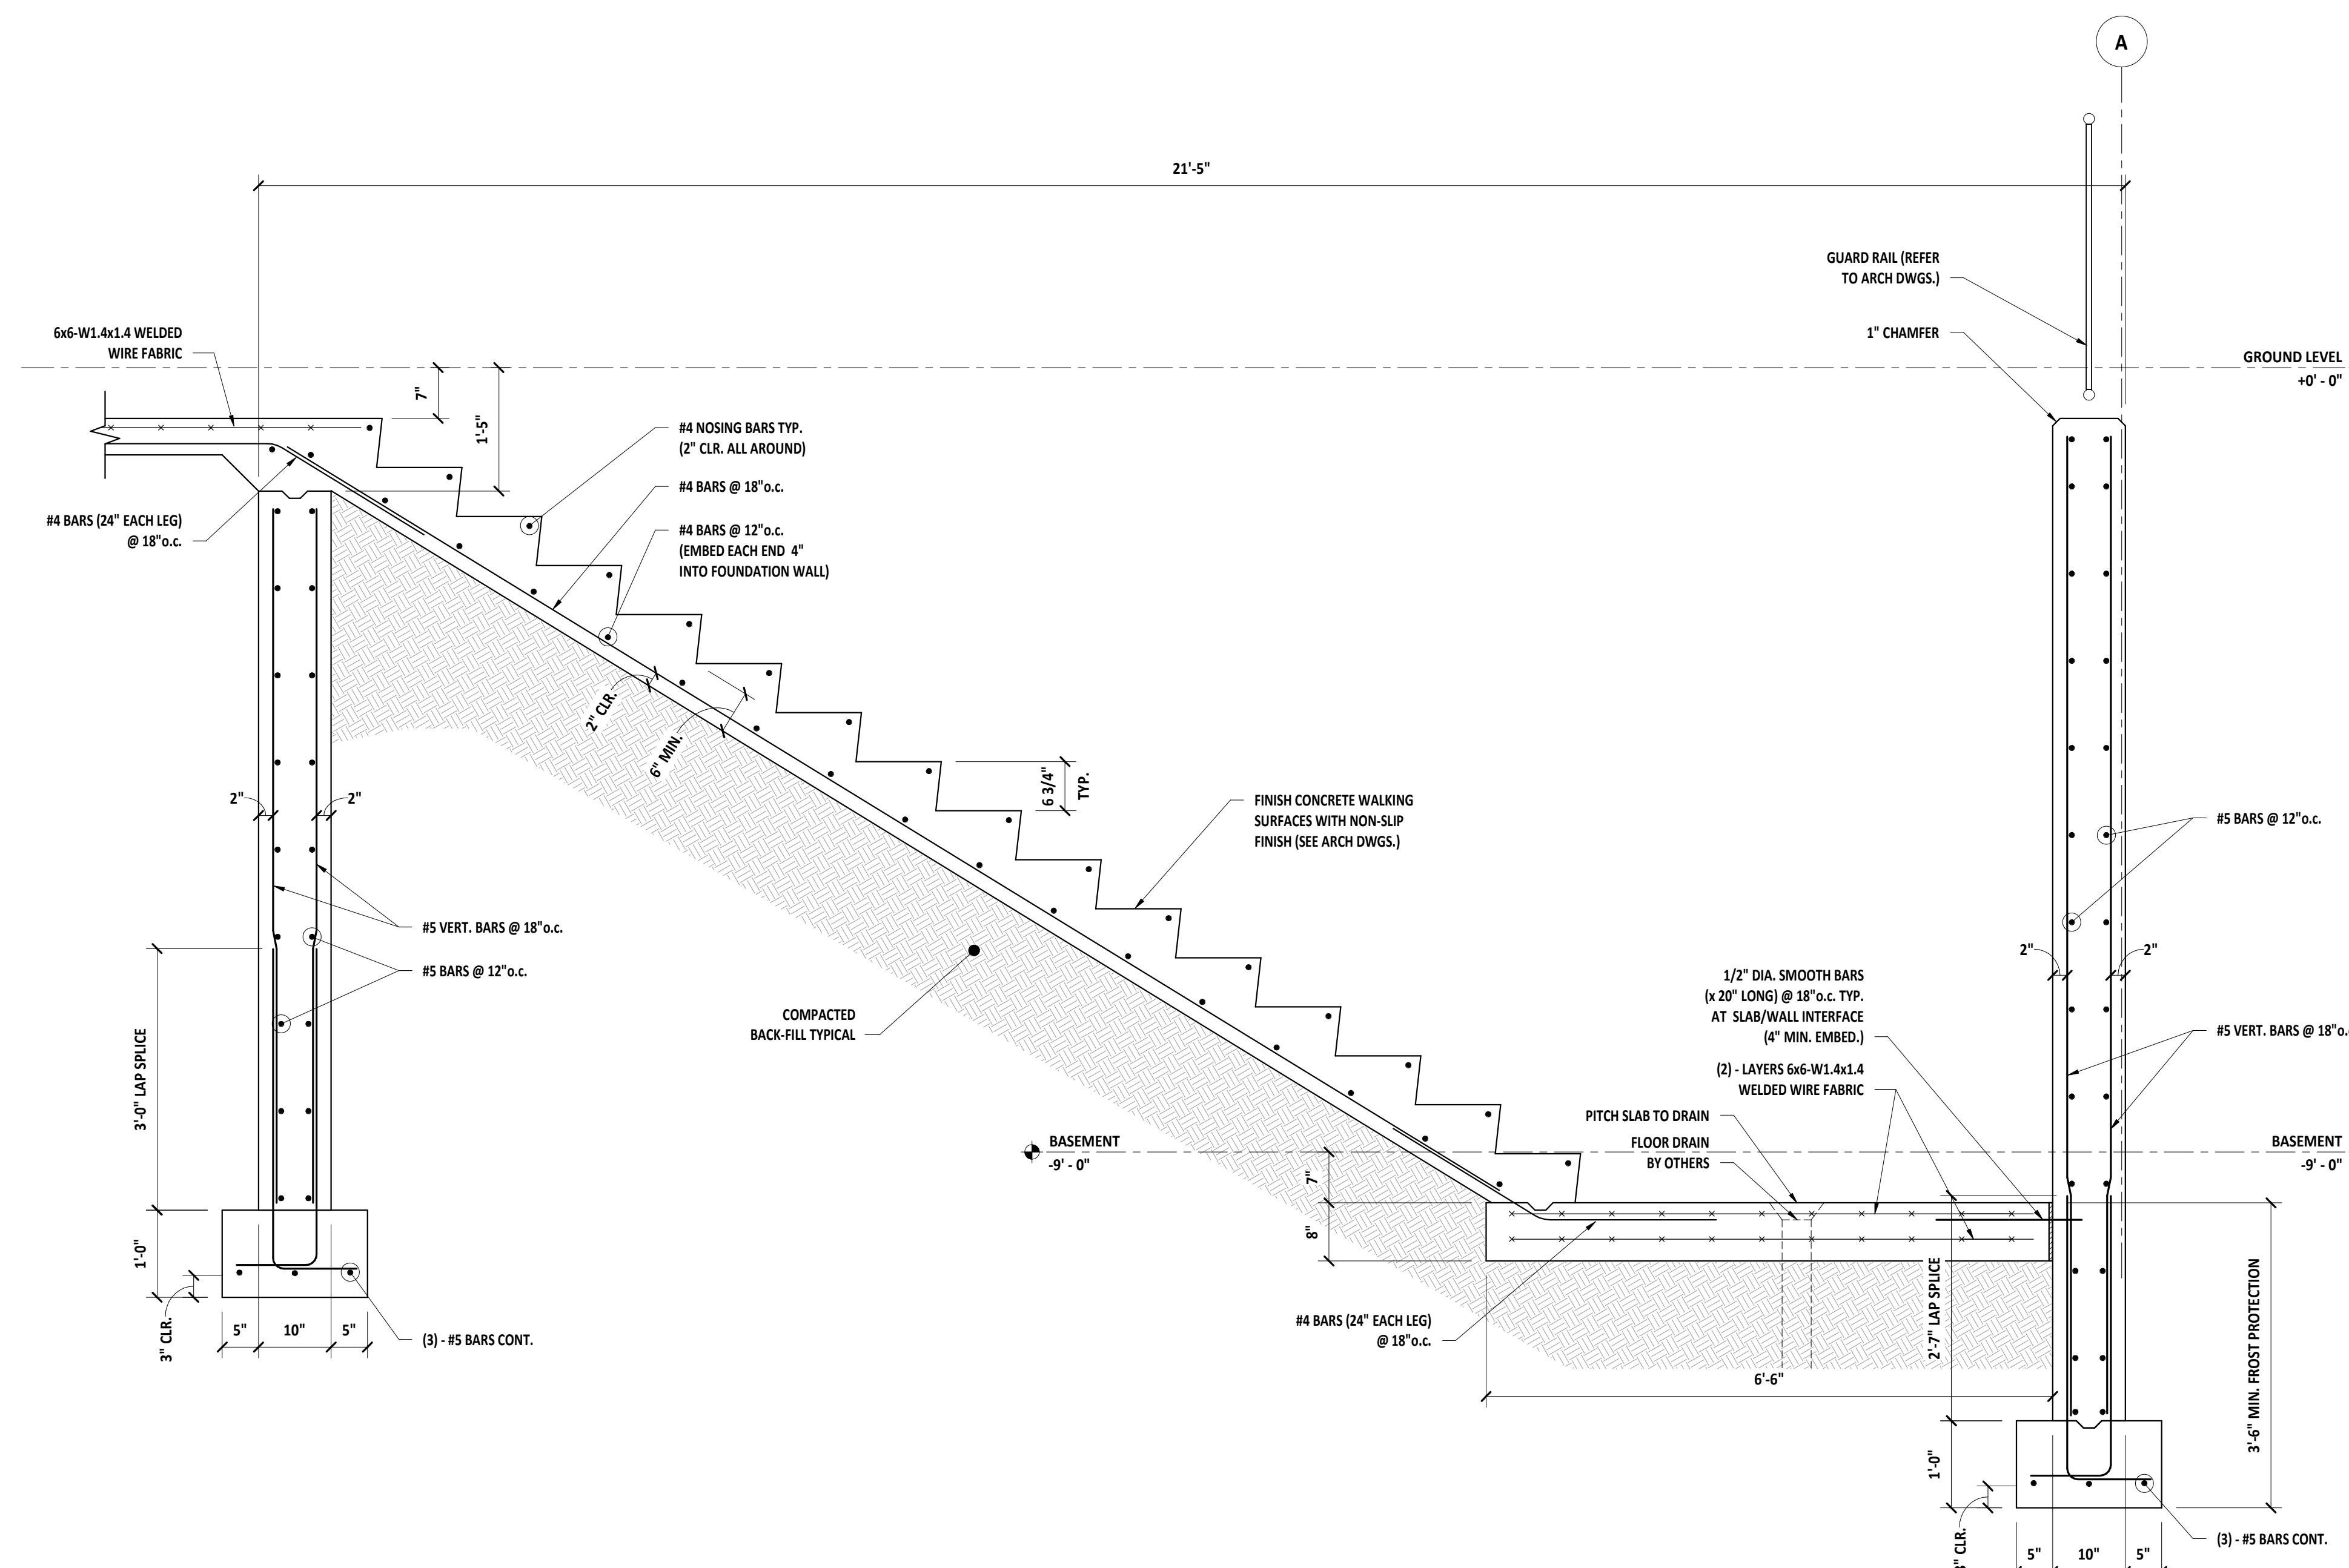 A
21'-5"
GUARD RAIL (REFER
TO ARCH DWGS.)
1" CHAMFER
6x6-W1.4x1.4 WELDED
WIRE FABRIC
GROUND LEVEL
+0' - 0"
7"
1'-5"
#4 NOSING BARS TYP.
(2" CLR. ALL AROUND)
#4 BARS @ 18"o.c.
#4 BARS (24" EACH LEG)
@ 18"o.c.
#4 BARS @ 12"o.c.
(EMBED EACH END 4"
INTO FOUNDATION WALL)
2" CLR.
6" MIN.
6 3/4"
TYP.
2"
2"
FINISH CONCRETE WALKING
SURFACES WITH NON-SLIP
FINISH (SEE ARCH DWGS.)
#5 BARS @ 12"o.c.
#5 VERT. BARS @ 18"o.c.
#5 BARS @ 12"o.c.
2"
2"
1/2" DIA. SMOOTH BARS
(x 20" LONG) @ 18"o.c. TYP.
AT SLAB/WALL INTERFACE
(4" MIN. EMBED.)
COMPACTED
BACK-FILL TYPICAL
#5 VERT. BARS @ 18"o.
(2) - LAYERS 6x6-W1.4x1.4
WELDED WIRE FABRIC
3'-0" LAP SPLICE
PITCH SLAB TO DRAIN
FLOOR DRAIN
BY OTHERS
BASEMENT
-9' - 0"
BASEMENT
-9' - 0"
7"
8"
1'-0"
3" CLR.
5"
10"
5"
(3) - #5 BARS CONT.
#4 BARS (24" EACH LEG)
@ 18"o.c.
2'-7" LAP SPLICE
3'-6" MIN. FROST PROTECTION
6'-6"
1'-0"
3" CLR.
5"
10"
5"
(3) - #5 BARS CONT.